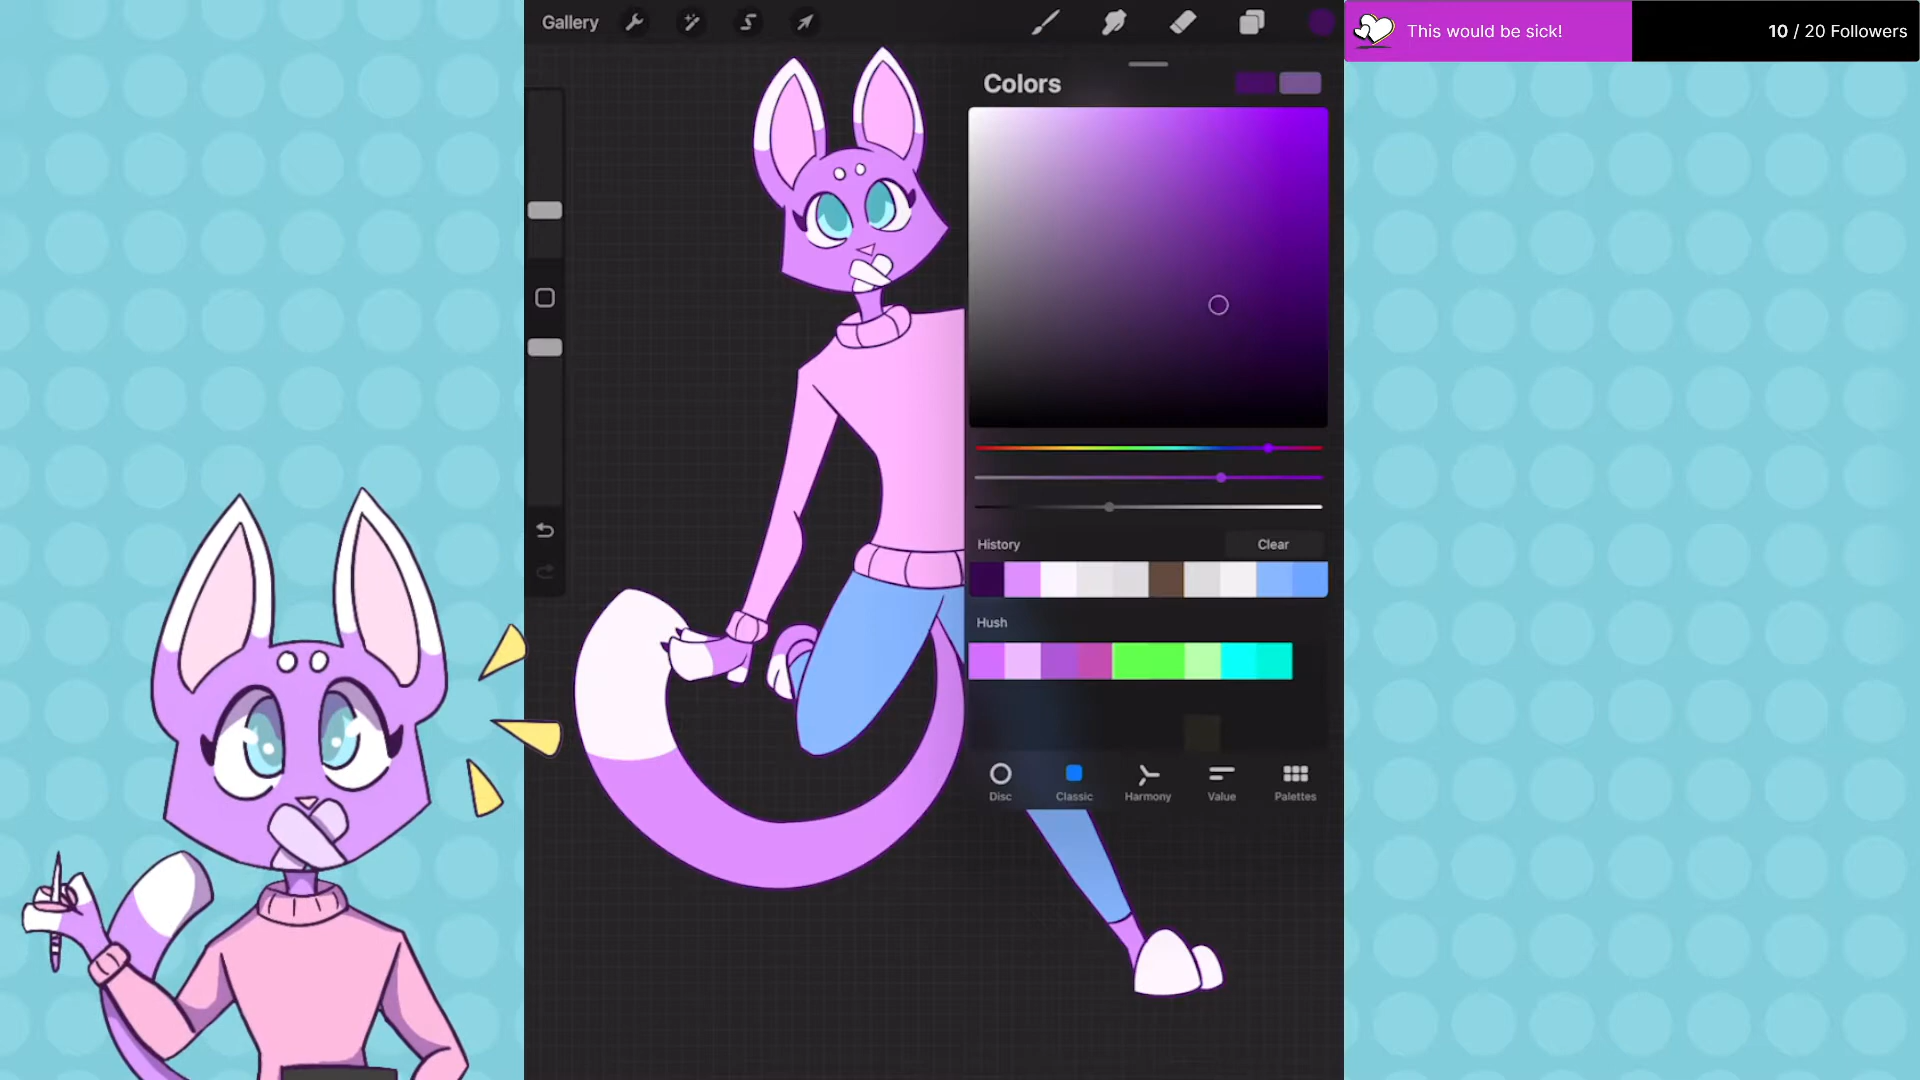 Gallery
This would be sick!
10 / 20 Followers
Colors
History
Clear
Hush
Disc
Classic
Harmony
Value
Palettes